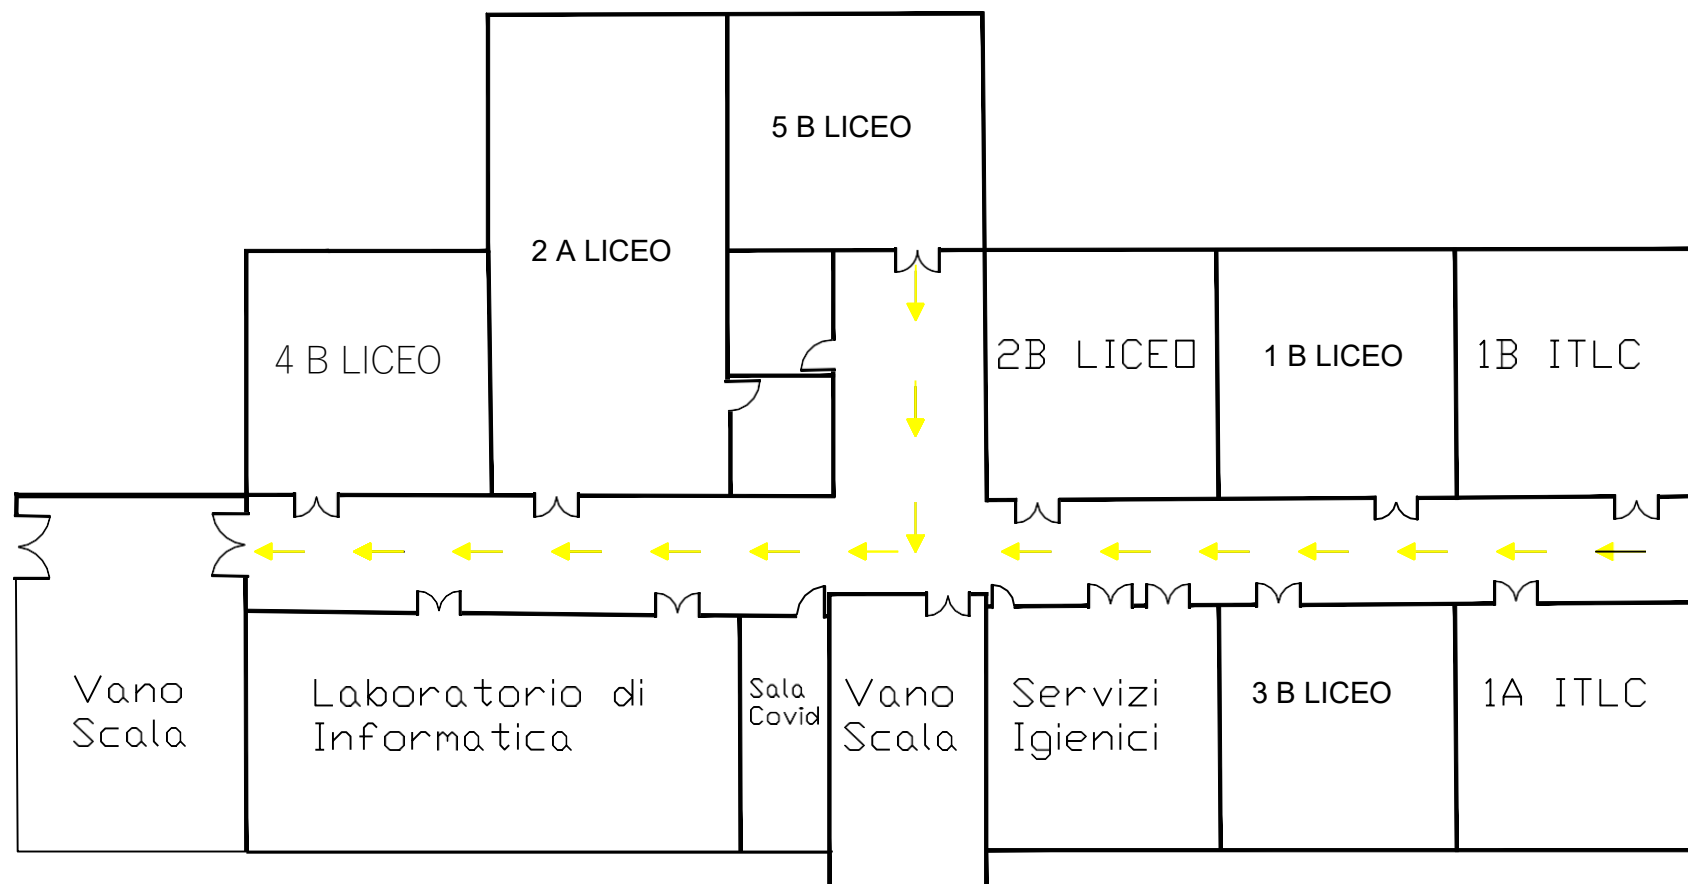 5 B LICEO
2 A LICEO
4 B LICEO
2B LICEO
1 B LICEO
1B ITLC
Vano
Scala
Laboratorio di
Informatica
Sala
Covid
Vano
Scala
Servizi
Igienici
3 B LICEO
1A ITLC